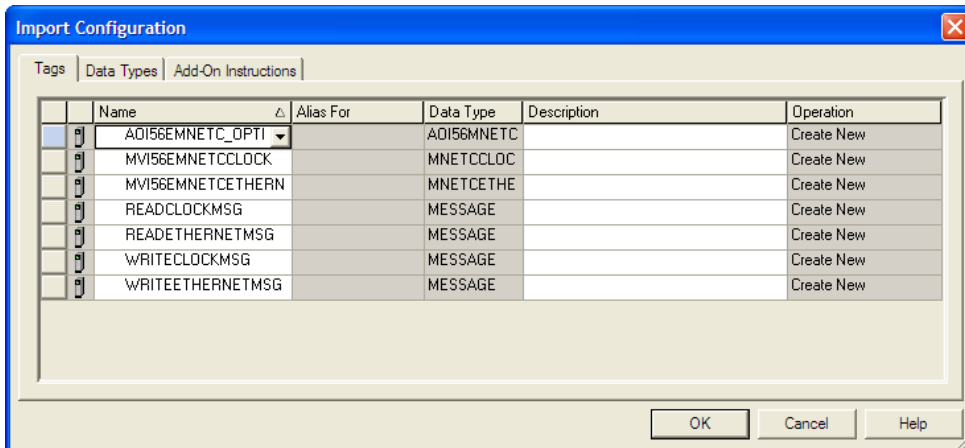 Import Configuration
Tags Data Types Add-On Instructions
Name Alias For Data Type Description Operation
AOI56EMNETC_OPTI AOI56MNETC Create New
MVI56EMNETCCLOCK MNETCCLOC Create New
MVI56EMNETCETHERN MNETCETHE Create New
READCLOCKMSG MESSAGE Create New
READETHERNETMSG MESSAGE Create New
WRITECLOCKMSG MESSAGE Create New
WRITEETHERNETMSG MESSAGE Create New
OK Cancel Help